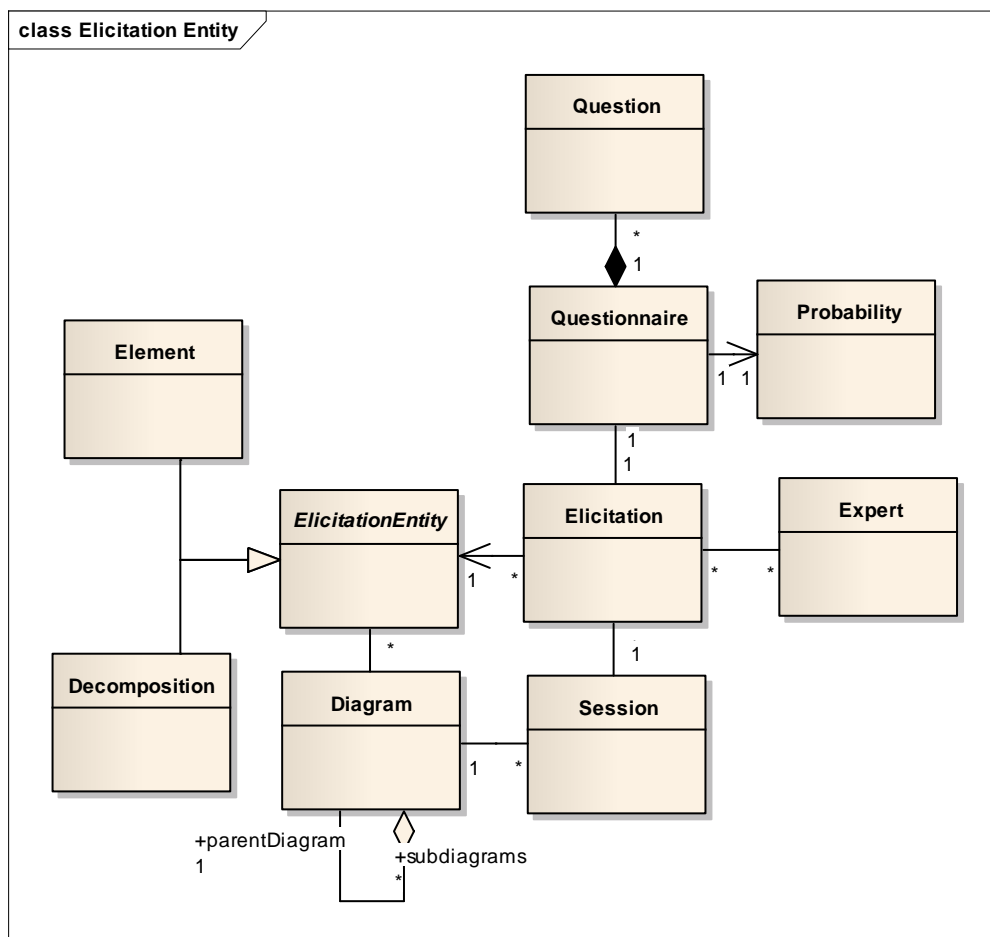 class Elicitation Entity
Question
*
1
Questionnaire
Probability
1 1
Element
1
1
ElicitationEntity
Elicitation
Expert
1 *
* *
*
1
Decomposition
Diagram
Session
1 *
+parentDiagram
1
+subdiagrams
*